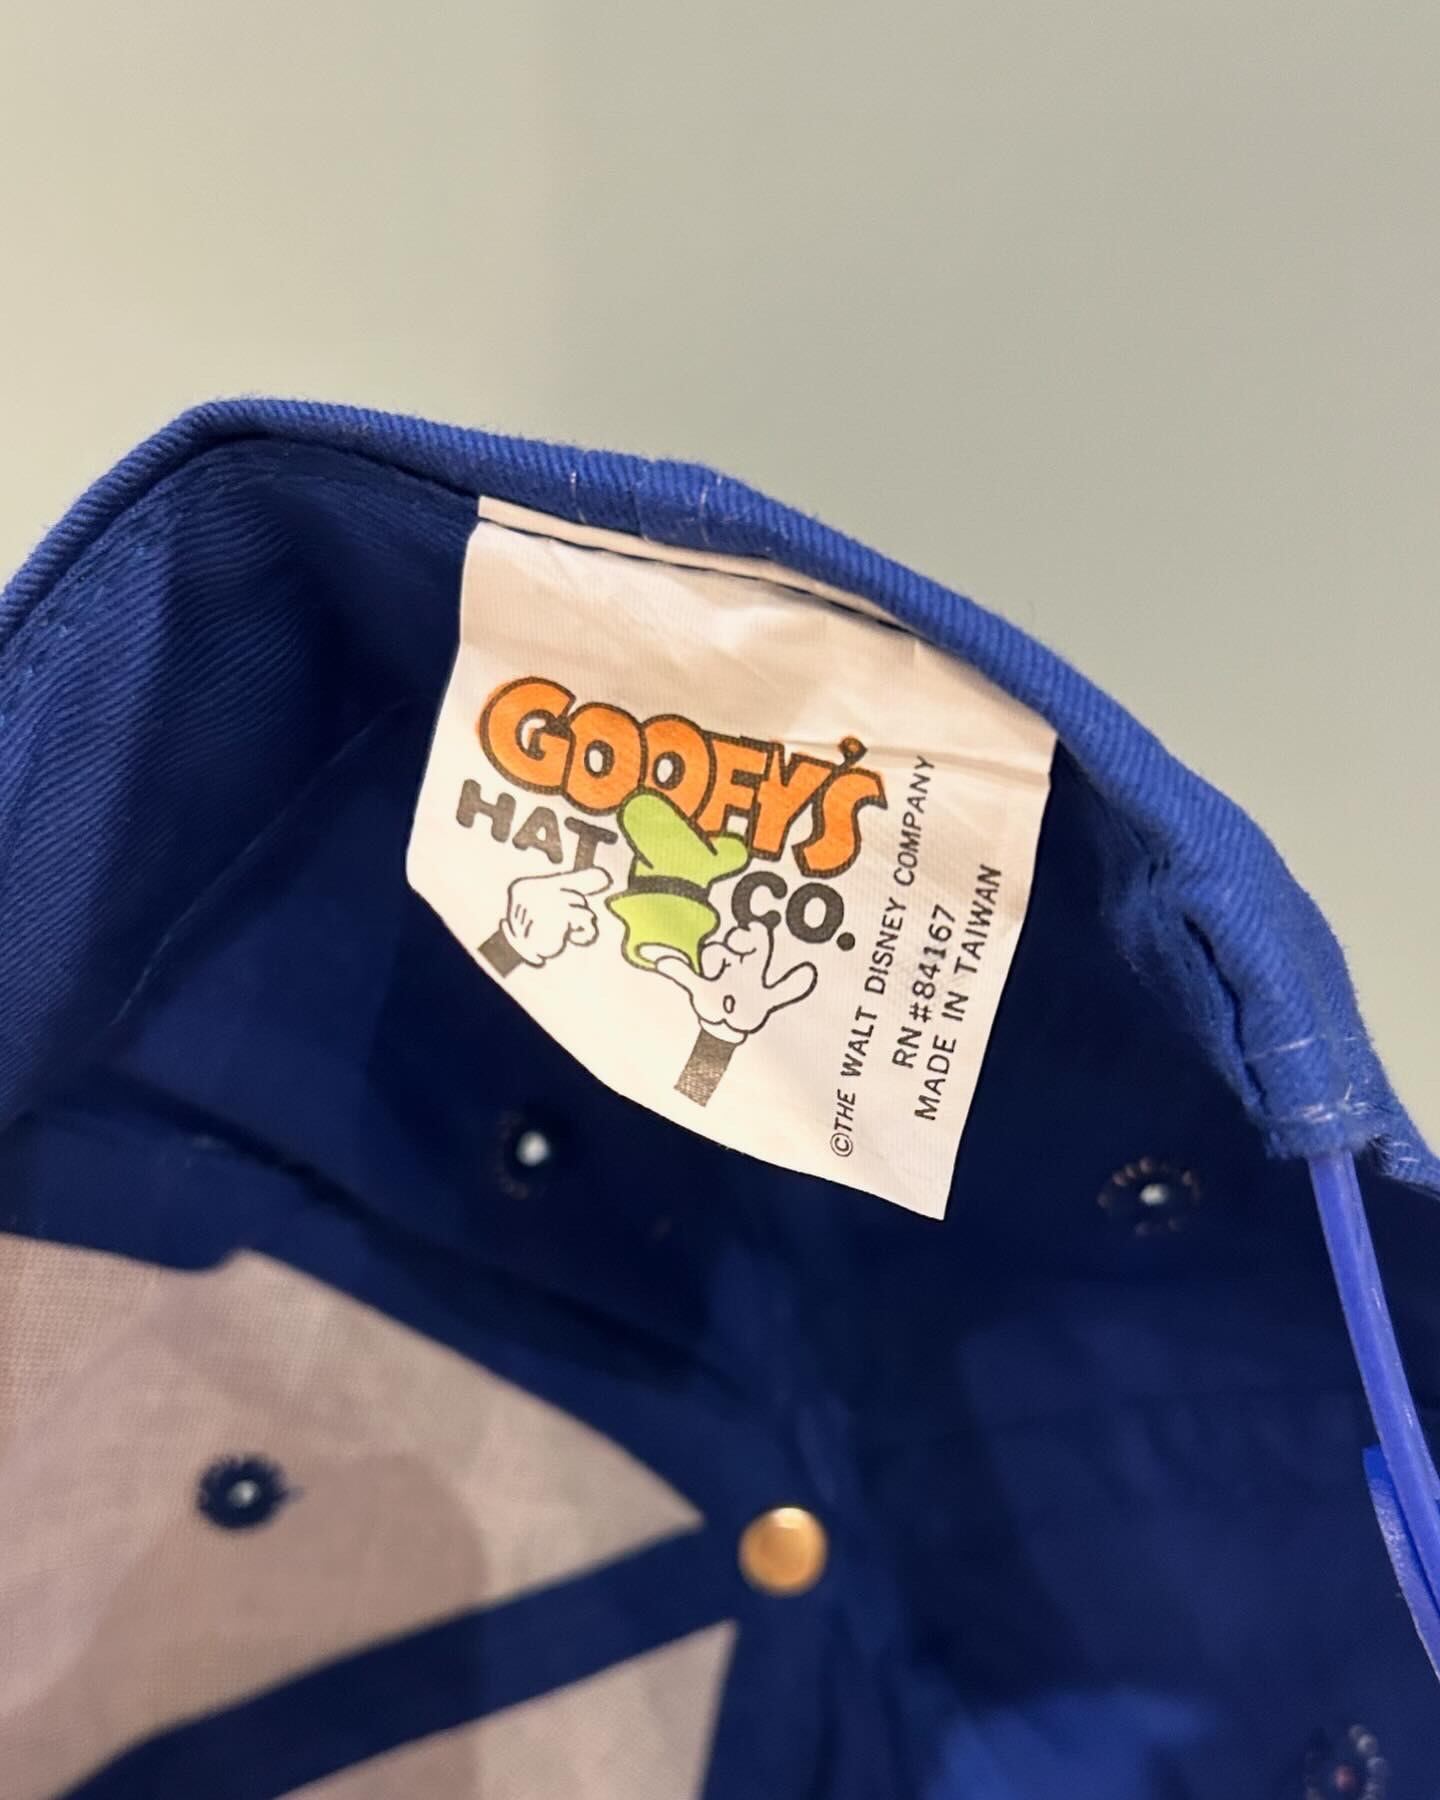 GOOFY'S
HAT CO.
©THE WALT DISNEY COMPANY
RN #84167
MADE IN TAIWAN